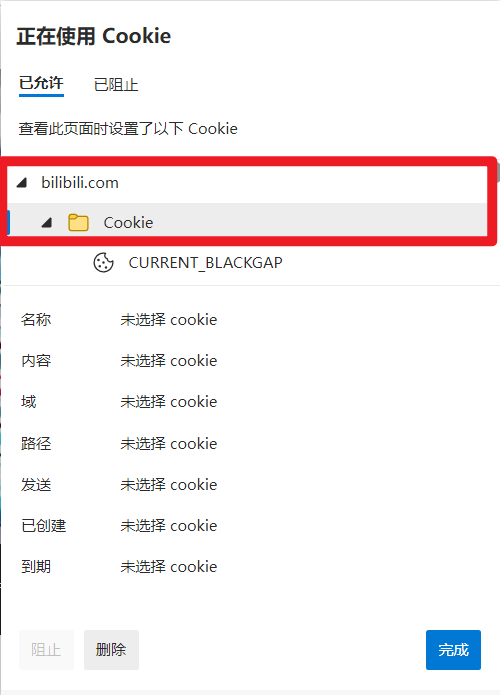 正在使用 Cookie
已允许 已阻止
查看此页面时设置了以下 Cookie
bilibili.com
Cookie
CURRENT_BLACKGAP
名称 未选择 cookie
内容 未选择 cookie
域 未选择 cookie
路径 未选择 cookie
发送 未选择 cookie
已创建 未选择 cookie
到期 未选择 cookie
阻止 删除 完成